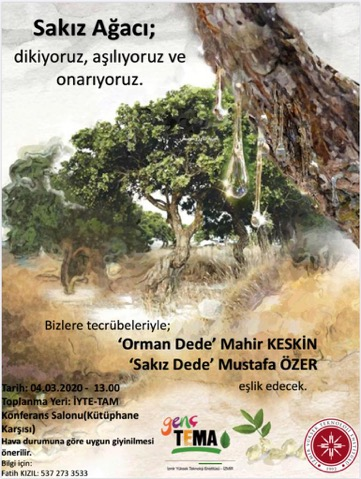 Sakız Ağacı;
dikiyoruz, aşılıyoruz ve
onarıyoruz.
Bizlere tecrübeleriyle;
‘Orman Dede’ Mahir KESKİN
‘Sakız Dede’ Mustafa ÖZER
eşlik edecek.
Tarih: 04.03.2020 - 13.00
Toplanma Yeri: İYTE-TAM
Konferans Salonu(Kütüphane
Karşısı)
Hava durumuna göre uygun giyinilmesi
önerilir.
Bilgi için:
Fatih KIZIL: 537 273 3533
genç
TEMA
İzmir Yüksek Teknoloji Enstitüsü - İZMİR